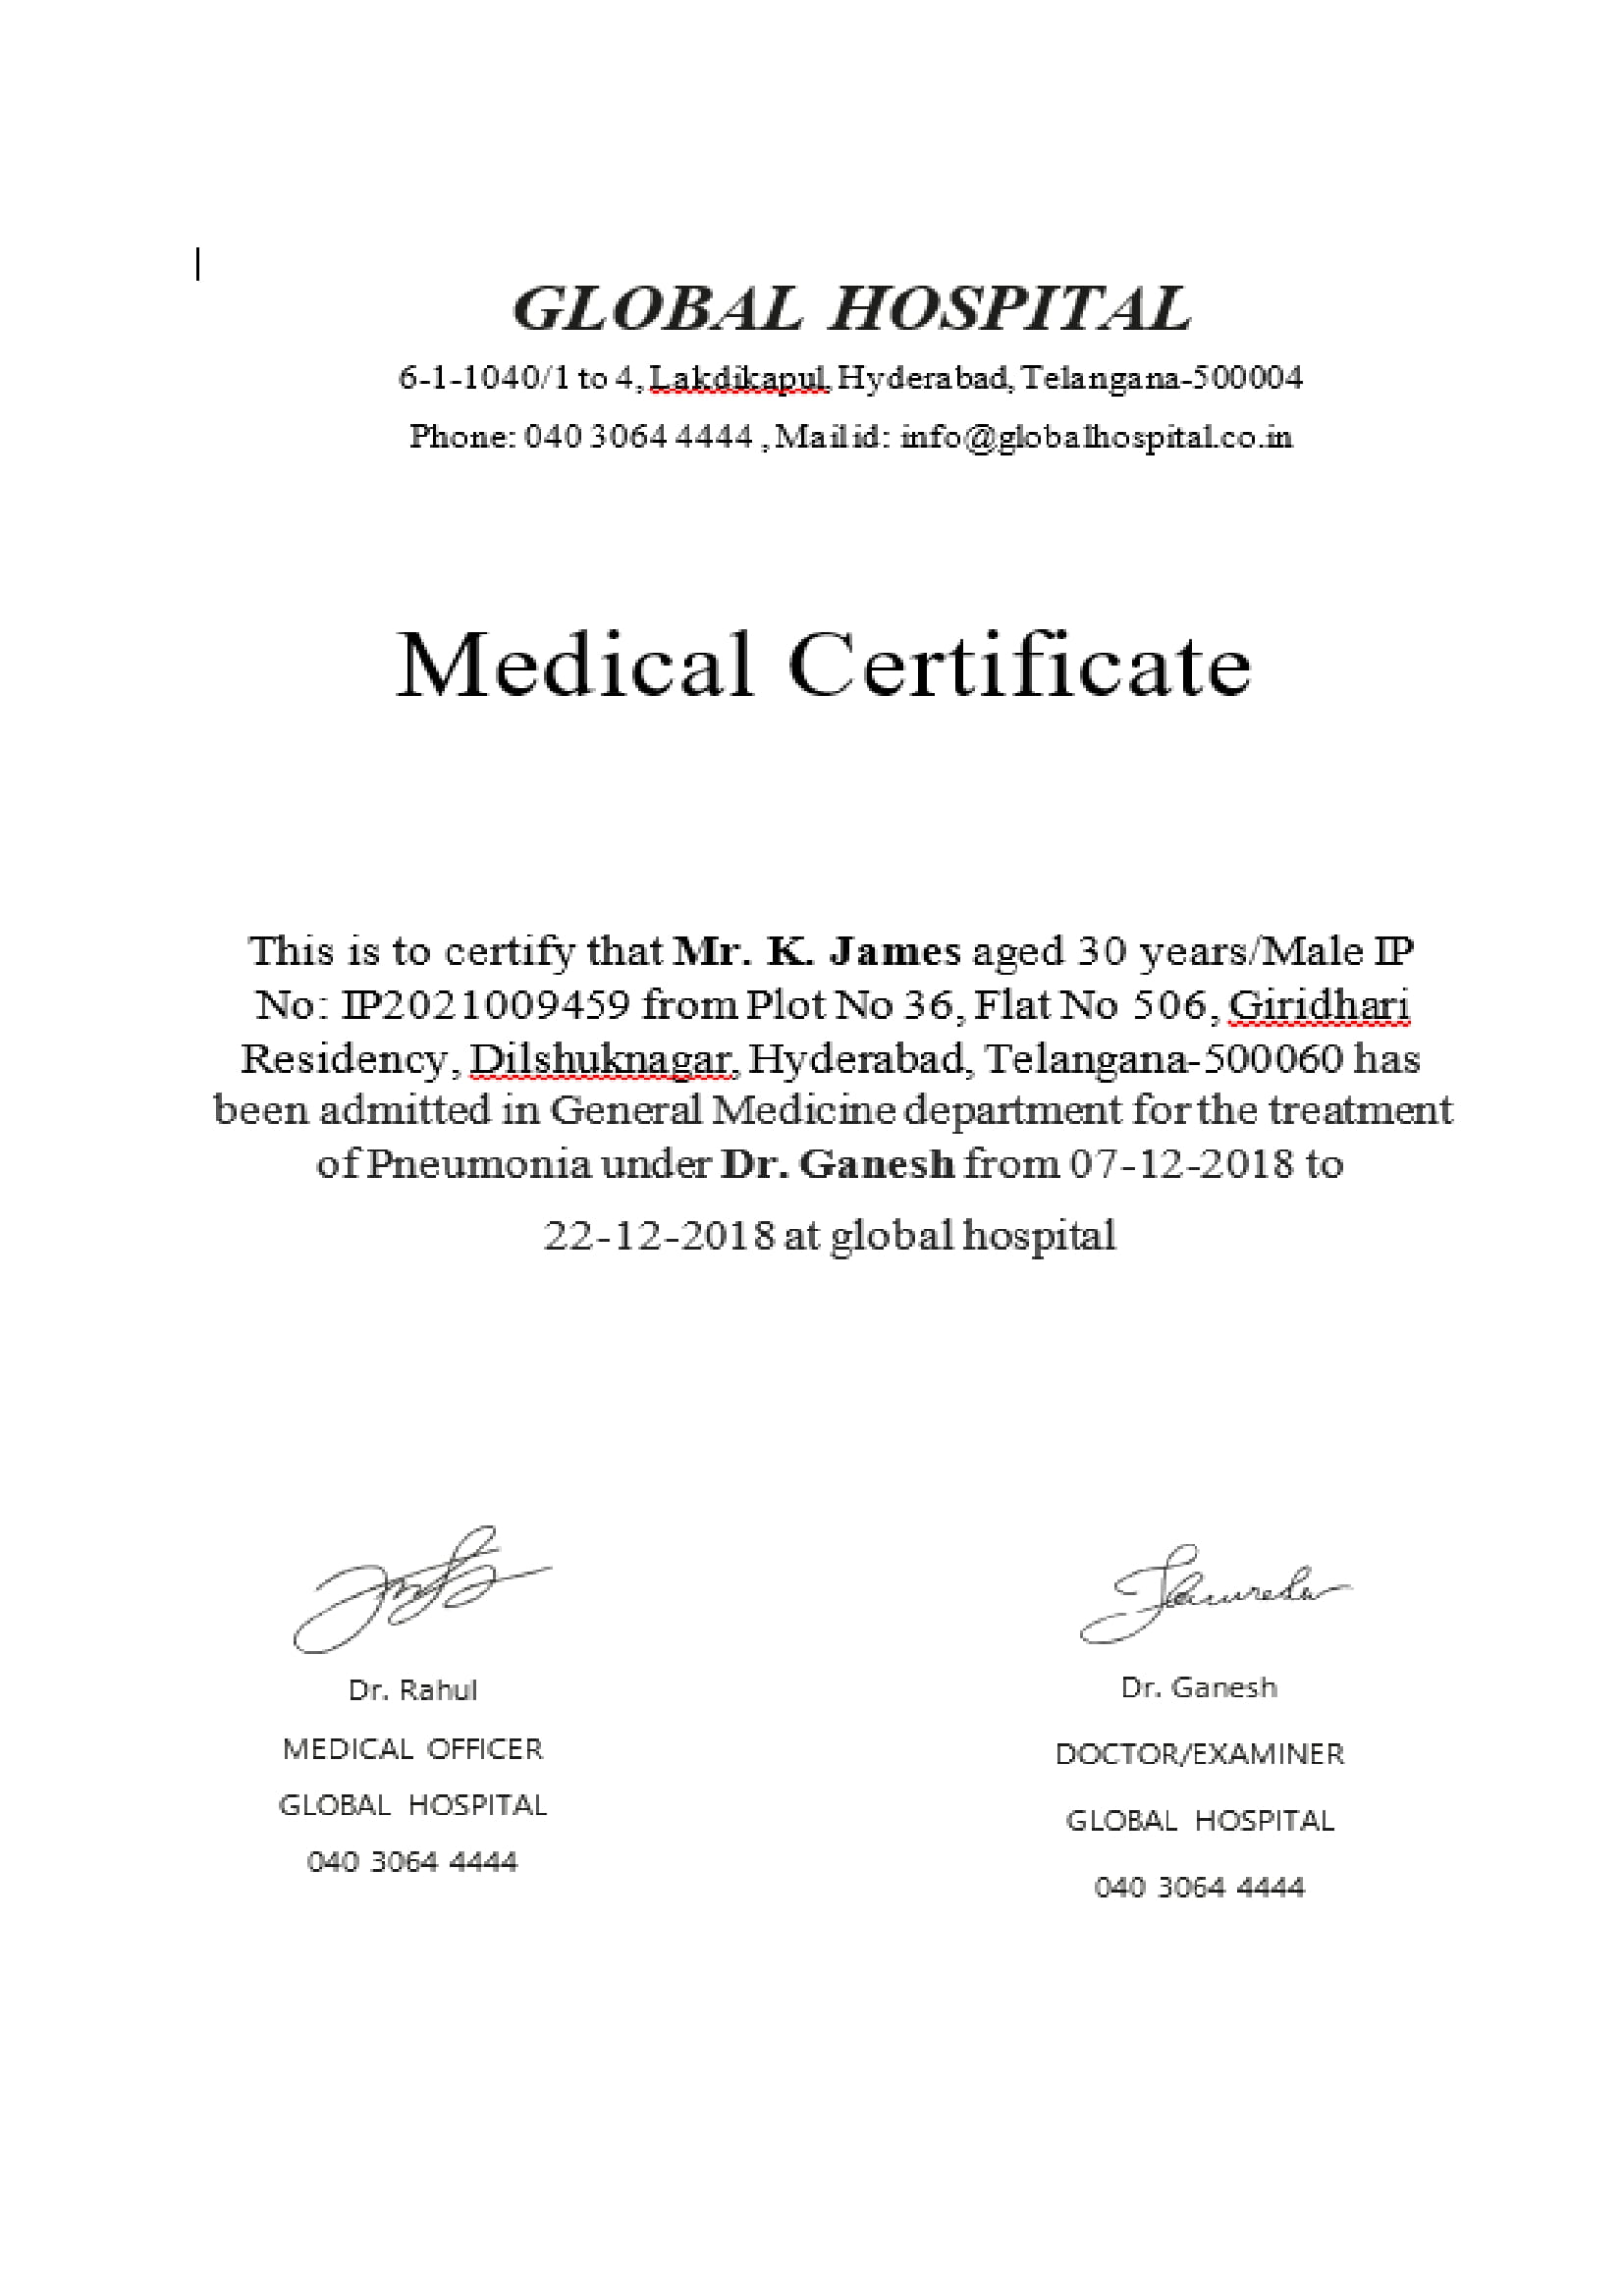 GLOBAL HOSPITAL
6-1-1040/1 to 4, Lakdikapul, Hyderabad, Telangana-500004
Phone: 040 3064 4444 , Mail id: info@globalhospital.co.in
Medical Certificate
This is to certify that Mr. K. James aged 30 years/Male IP
No: IP2021009459 from Plot No 36, Flat No 506, Giridhari
Residency, Dilshuknagar, Hyderabad, Telangana-500060 has
been admitted in General Medicine department for the treatment
of Pneumonia under Dr. Ganesh from 07-12-2018 to
22-12-2018 at global hospital
Dr. Rahul
MEDICAL OFFICER
GLOBAL HOSPITAL
040 3064 4444
Dr. Ganesh
DOCTOR/EXAMINER
GLOBAL HOSPITAL
040 3064 4444